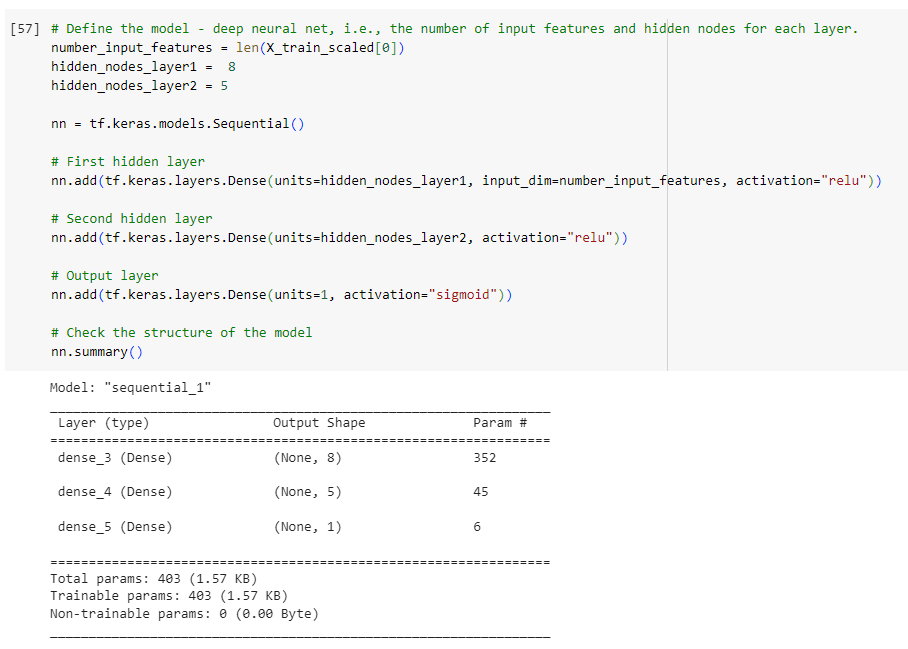 [57] # Define the model - deep neural net, i.e., the number of input features and hidden nodes for each layer.
number_input_features = len(X_train_scaled[0])
hidden_nodes_layer1 =  8
hidden_nodes_layer2 = 5
nn = tf.keras.models.Sequential()
# First hidden layer
nn.add(tf.keras.layers.Dense(units=hidden_nodes_layer1, input_dim=number_input_features, activation="relu"))
# Second hidden layer
nn.add(tf.keras.layers.Dense(units=hidden_nodes_layer2, activation="relu"))
# Output layer
nn.add(tf.keras.layers.Dense(units=1, activation="sigmoid"))
# Check the structure of the model
nn.summary()
Model: "sequential_1"
Layer (type) Output Shape Param #
dense_3 (Dense) (None, 8) 352
dense_4 (Dense) (None, 5) 45
dense_5 (Dense) (None, 1) 6
Total params: 403 (1.57 KB)
Trainable params: 403 (1.57 KB)
Non-trainable params: 0 (0.00 Byte)